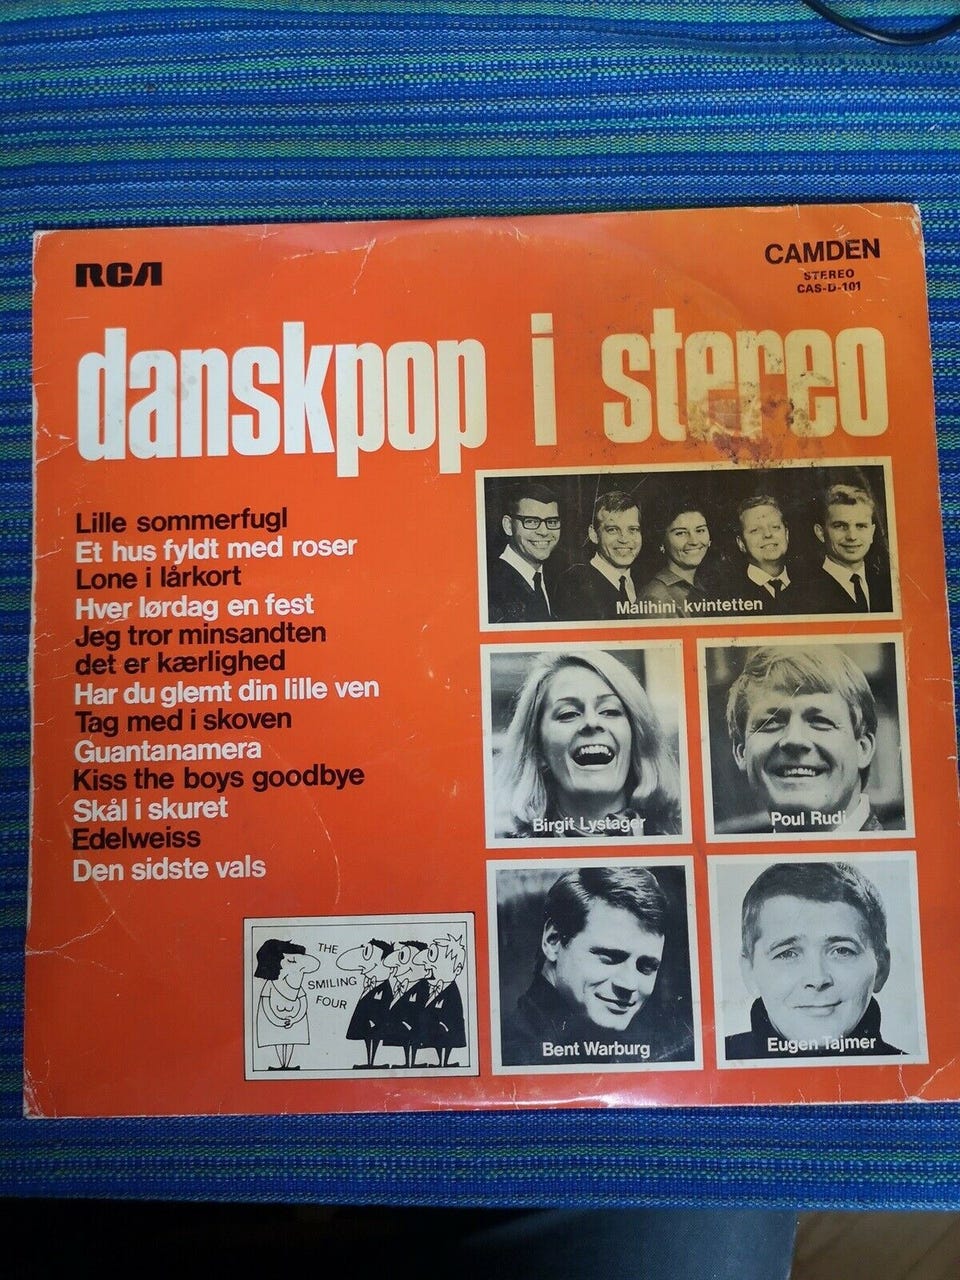 RCA
CAMDEN
STEREO
CAS-D-101
danskpop i stereo
Lille sommerfugl
Et hus fyldt med roser
Lone i lårkort
Hver lørdag en fest
Jeg tror minsandten
det er kærlighed
Har du glemt din lille ven
Tag med i skoven
Guantanamera
Kiss the boys goodbye
Skål i skuret
Edelweiss
Den sidste vals
Malihini-kvintetten
Birgit Lystager
Poul Rudi
Bent Warburg
Eugen Tajmer
THE
SMILING
FOUR